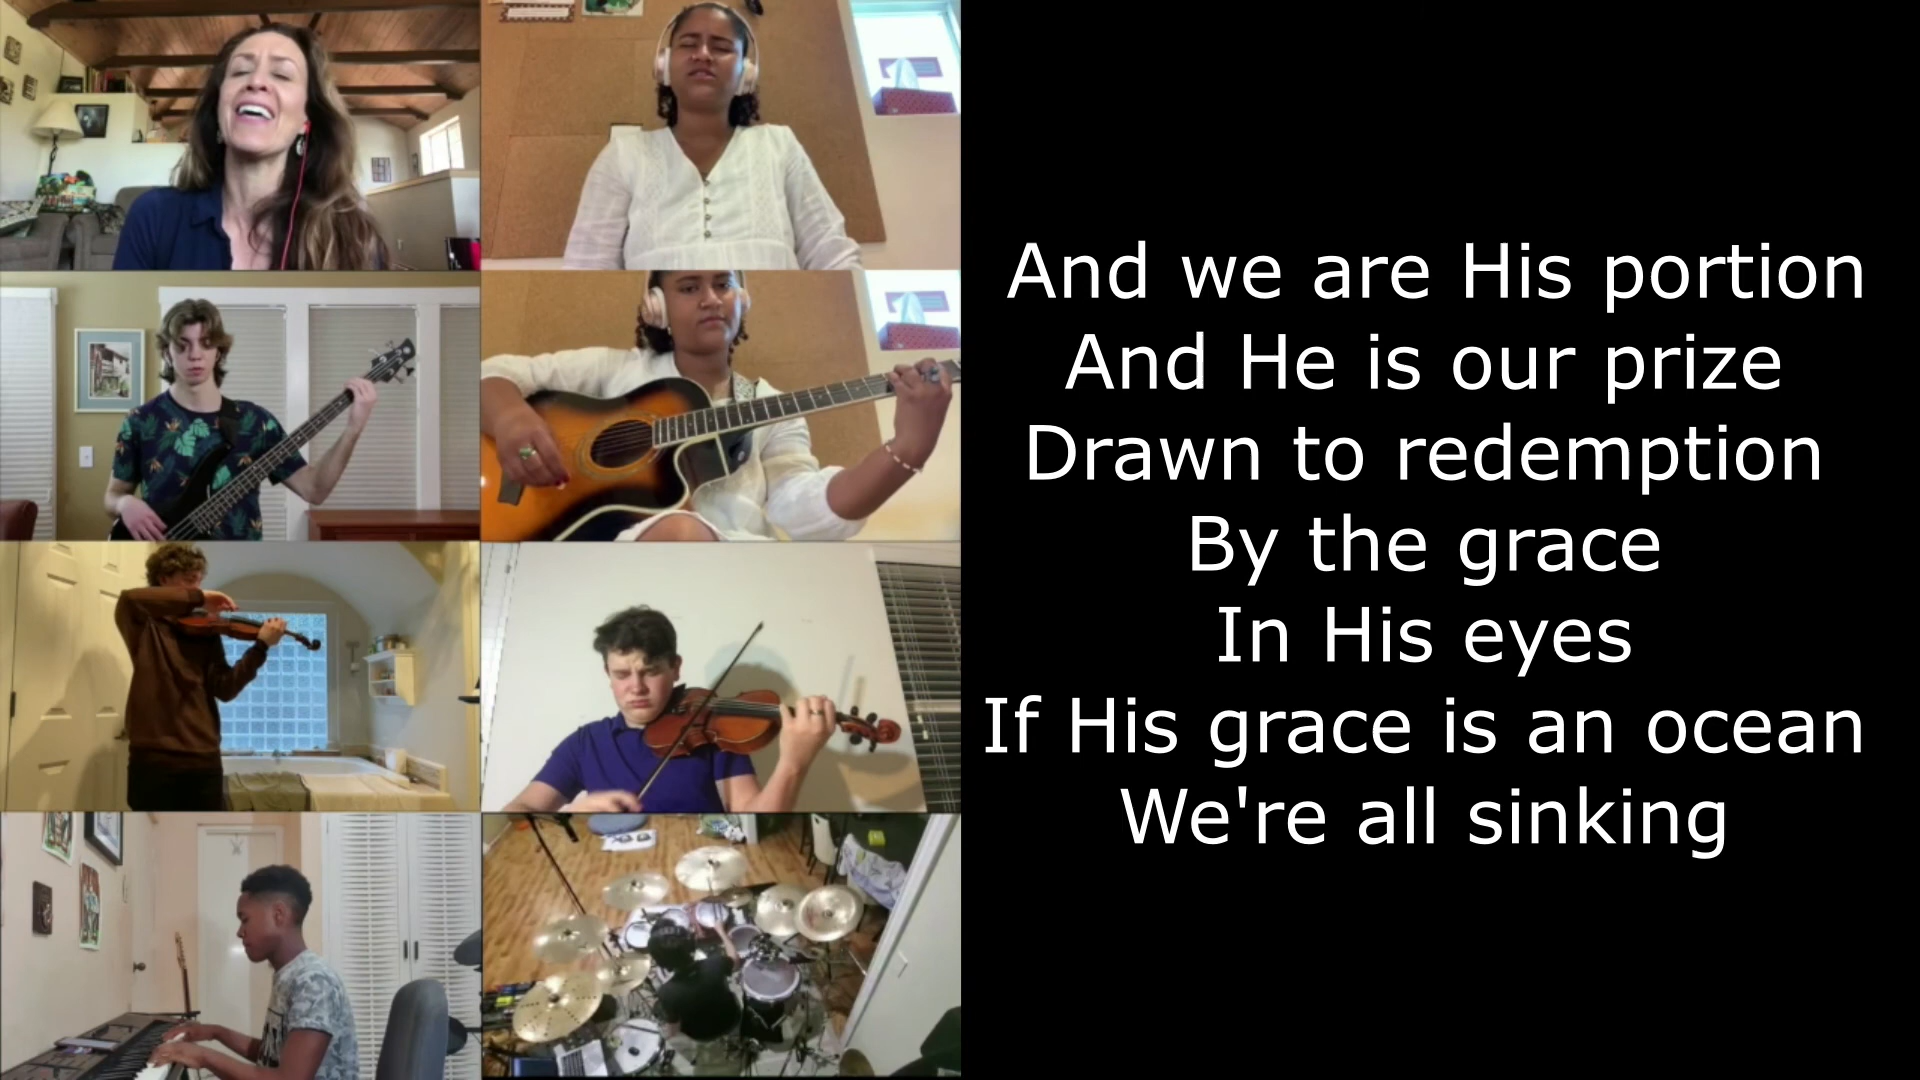 And we are His portion
And He is our prize
Drawn to redemption
By the grace
In His eyes
If His grace is an ocean
We're all sinking